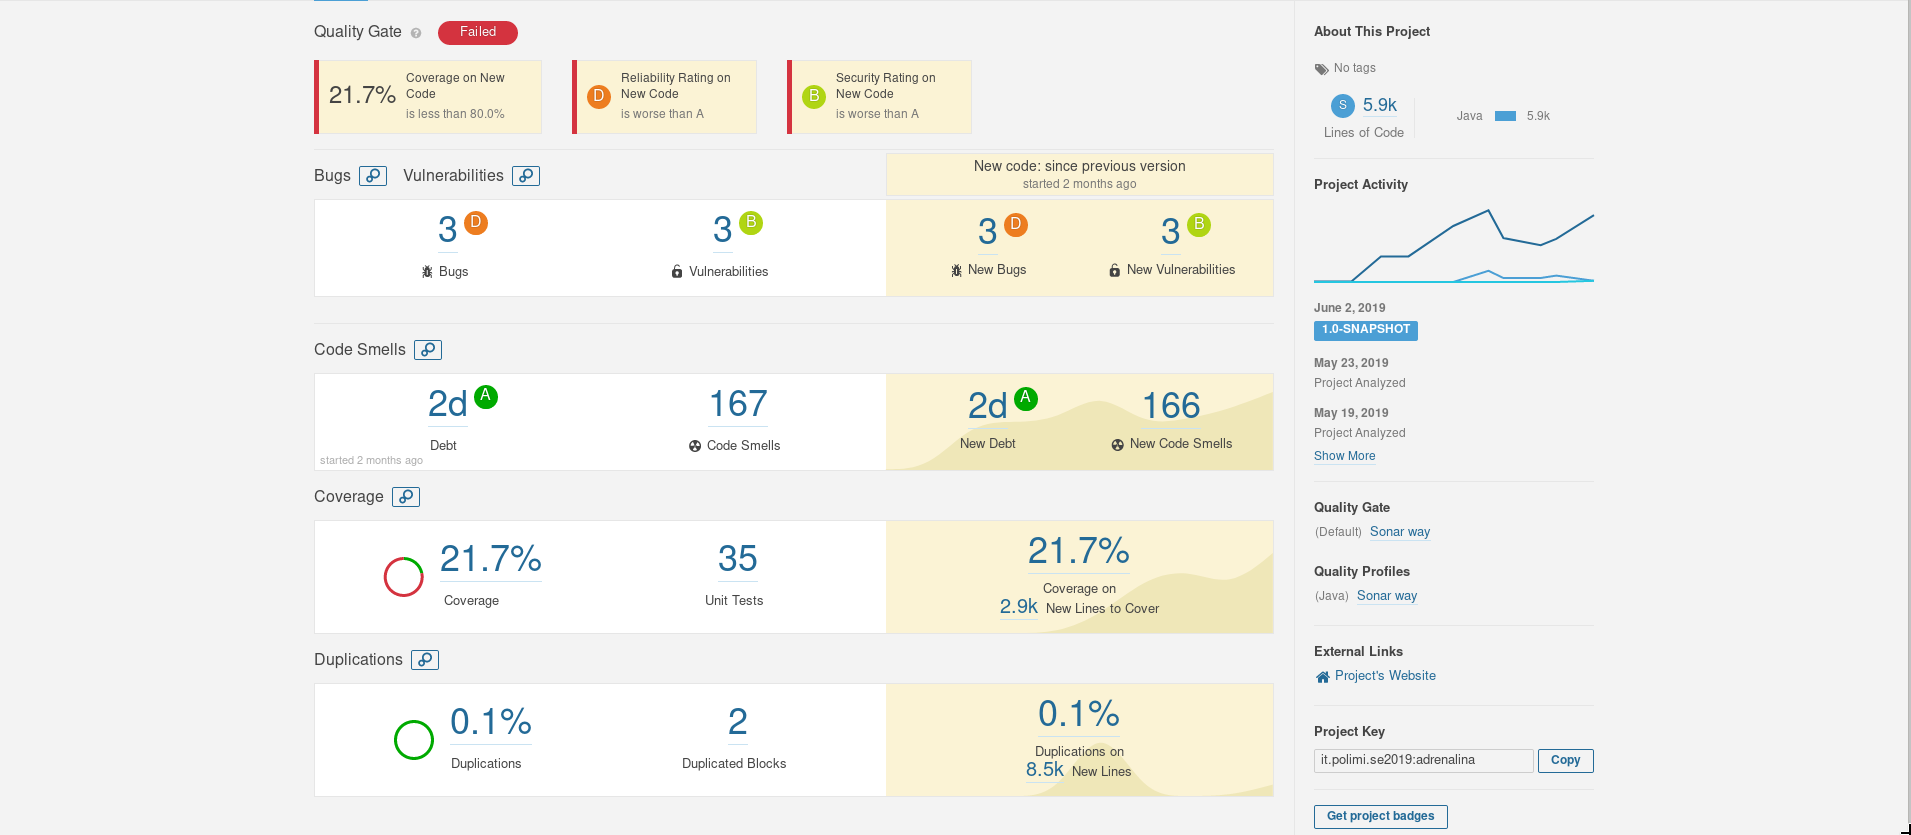 Quality Gate ? Failed
21.7% Coverage on New
Code
is less than 80.0%
D Reliability Rating on
New Code
is worse than A
B Security Rating on
New Code
is worse than A
Bugs Vulnerabilities
New code: since previous version
started 2 months ago
3 D
Bugs
3 B
Vulnerabilities
3 D
New Bugs
3 B
New Vulnerabilities
Code Smells
2d A
Debt
started 2 months ago
167
Code Smells
2d A
New Debt
166
New Code Smells
Coverage
21.7%
Coverage
35
Unit Tests
21.7%
Coverage on
2.9k New Lines to Cover
Duplications
0.1%
Duplications
2
Duplicated Blocks
0.1%
Duplications on
8.5k New Lines
About This Project
No tags
S 5.9k
Lines of Code
Java 5.9k
Project Activity
June 2, 2019
1.0-SNAPSHOT
May 23, 2019
Project Analyzed
May 19, 2019
Project Analyzed
Show More
Quality Gate
(Default) Sonar way
Quality Profiles
(Java) Sonar way
External Links
Project's Website
Project Key
it.polimi.se2019:adrenalina Copy
Get project badges